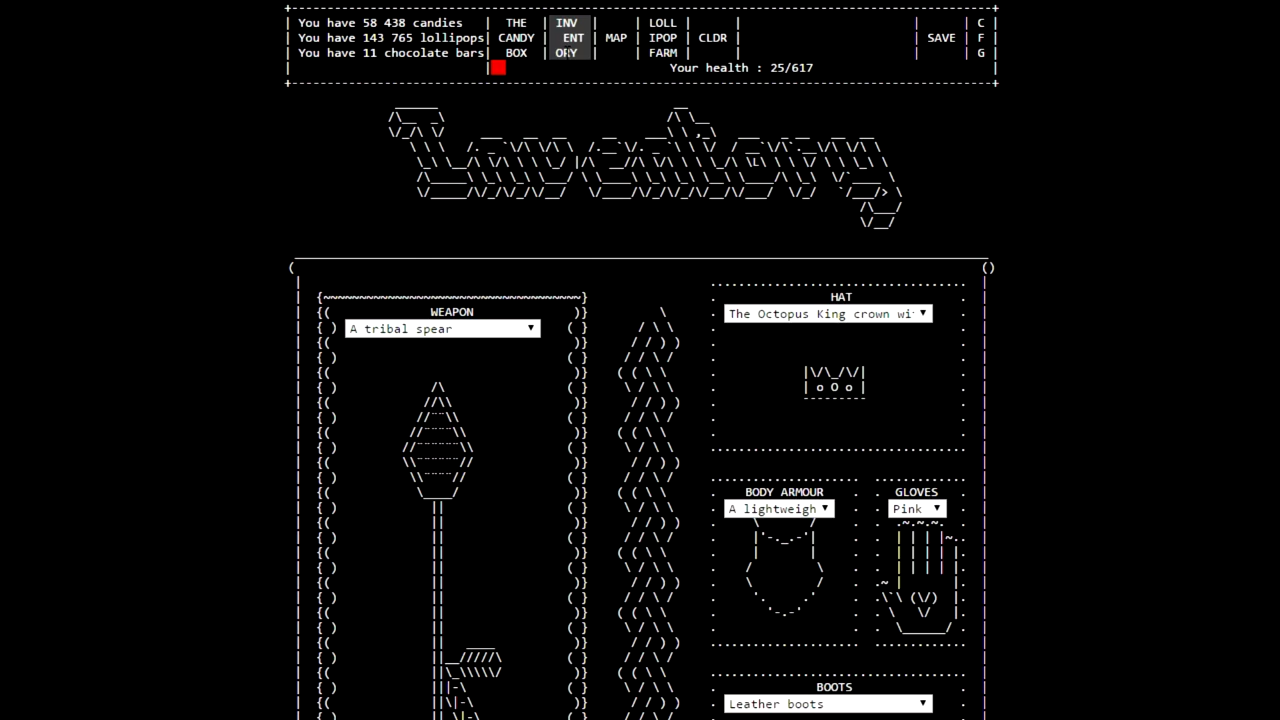 You have 58 438 candies
You have 143 765 lollipops
You have 11 chocolate bars
THE CANDY BOX
INV ENT ORY
MAP
LOLL IPOP FARM
CLDR
SAVE
C F G
Your health : 25/617
Inventory
WEAPON
A tribal spear
HAT
The Octopus King crown wi
BODY ARMOUR
A lightweigh
GLOVES
Pink
BOOTS
Leather boots